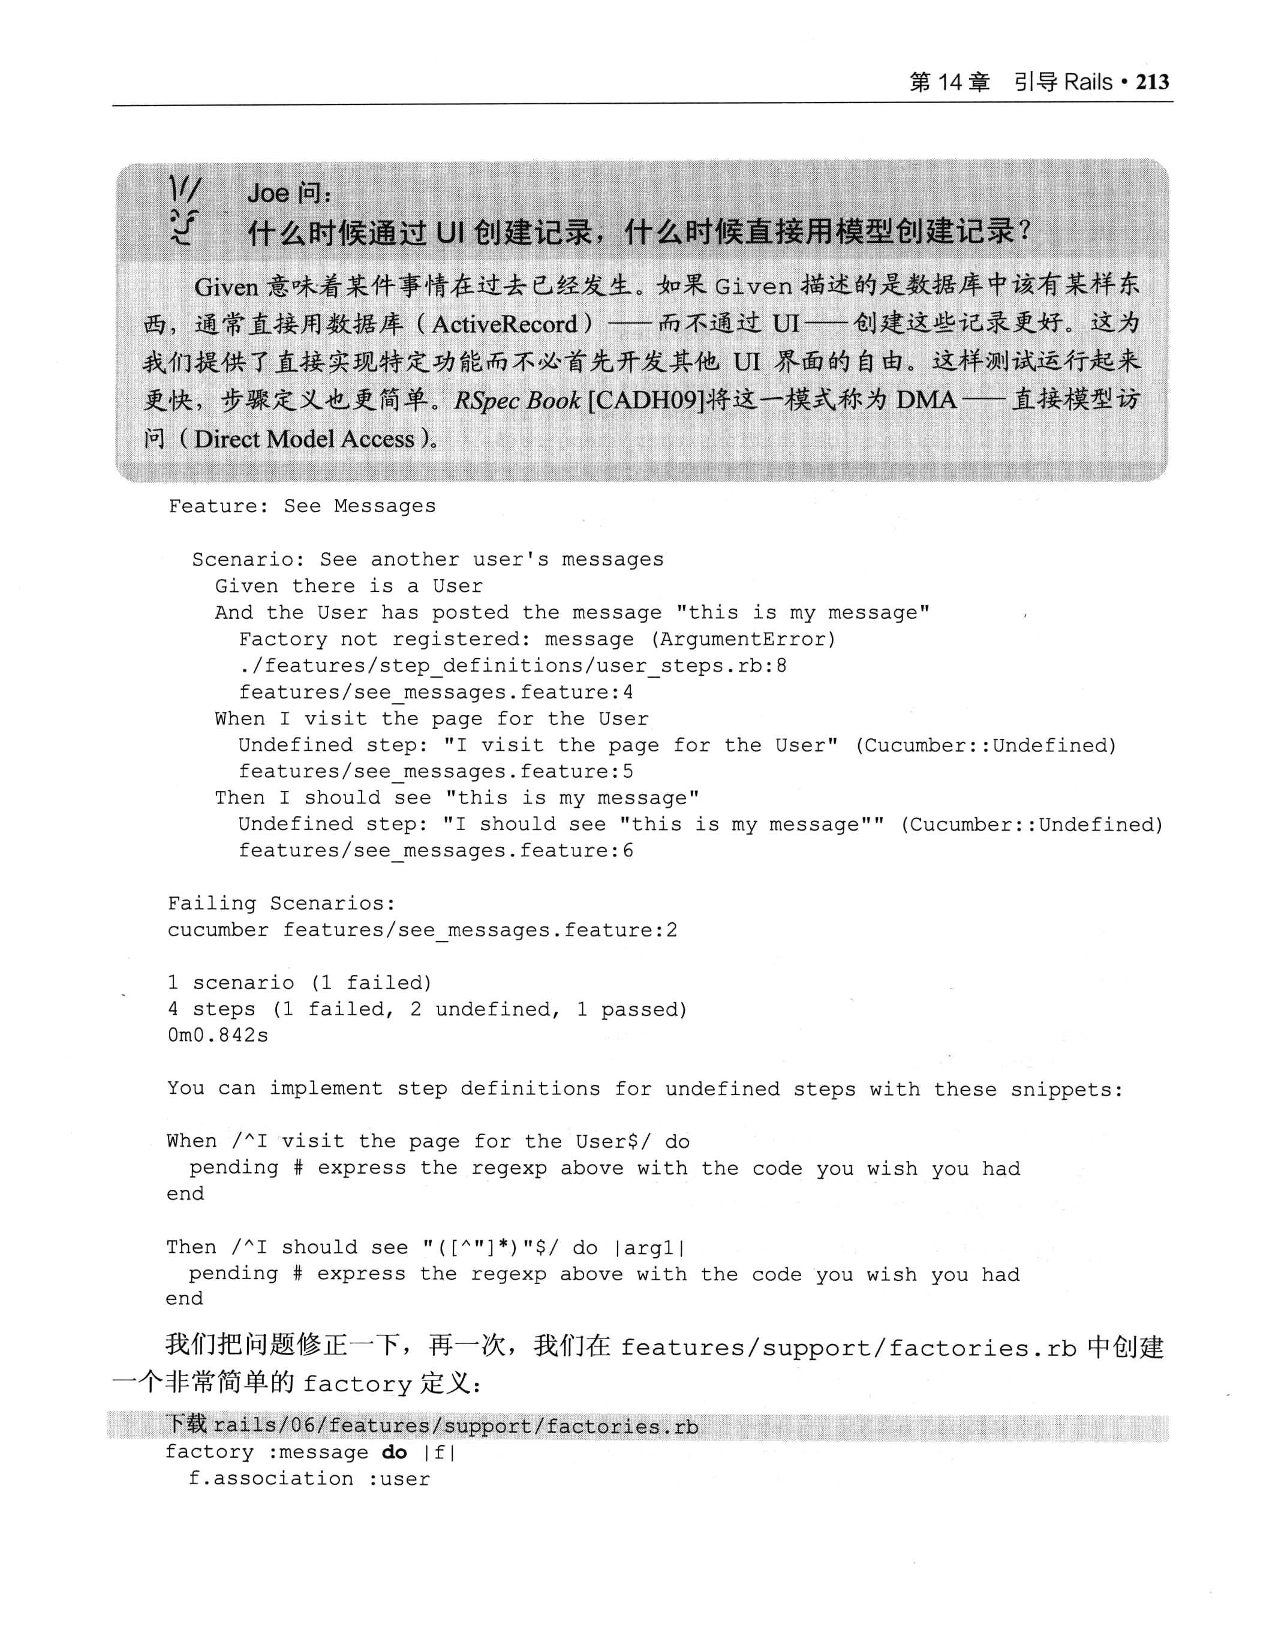 第 14 章 引导 Rails • 213
Joe 问：
什么时候通过 UI 创建记录，什么时候直接用模型创建记录？
Given 意味着某件事情在过去已经发生。如果 Given 描述的是数据库中该有某样东
西，通常直接用数据库（ActiveRecord）——而不通过 UI——创建这些记录更好。这为
我们提供了直接实现特定功能而不必首先开发其他 UI 界面的自由。这样测试运行起来
更快，步骤定义也更简单。RSpec Book [CADH09]将这一模式称为 DMA——直接模型访
问（Direct Model Access）。
Feature: See Messages
Scenario: See another user's messages
Given there is a User
And the User has posted the message "this is my message"
Factory not registered: message (ArgumentError)
./features/step_definitions/user_steps.rb:8
features/see_messages.feature:4
When I visit the page for the User
Undefined step: "I visit the page for the User" (Cucumber::Undefined)
features/see_messages.feature:5
Then I should see "this is my message"
Undefined step: "I should see "this is my message"" (Cucumber::Undefined)
features/see_messages.feature:6
Failing Scenarios:
cucumber features/see_messages.feature:2
1 scenario (1 failed)
4 steps (1 failed, 2 undefined, 1 passed)
0m0.842s
You can implement step definitions for undefined steps with these snippets:
When /^I visit the page for the User$/ do
pending # express the regexp above with the code you wish you had
end
Then /^I should see "([^"]*)"$/ do |arg1|
pending # express the regexp above with the code you wish you had
end
我们把问题修正一下，再一次，我们在 features/support/factories.rb 中创建
一个非常简单的 factory 定义：
下载 rails/06/features/support/factories.rb
factory :message do |f|
f.association :user